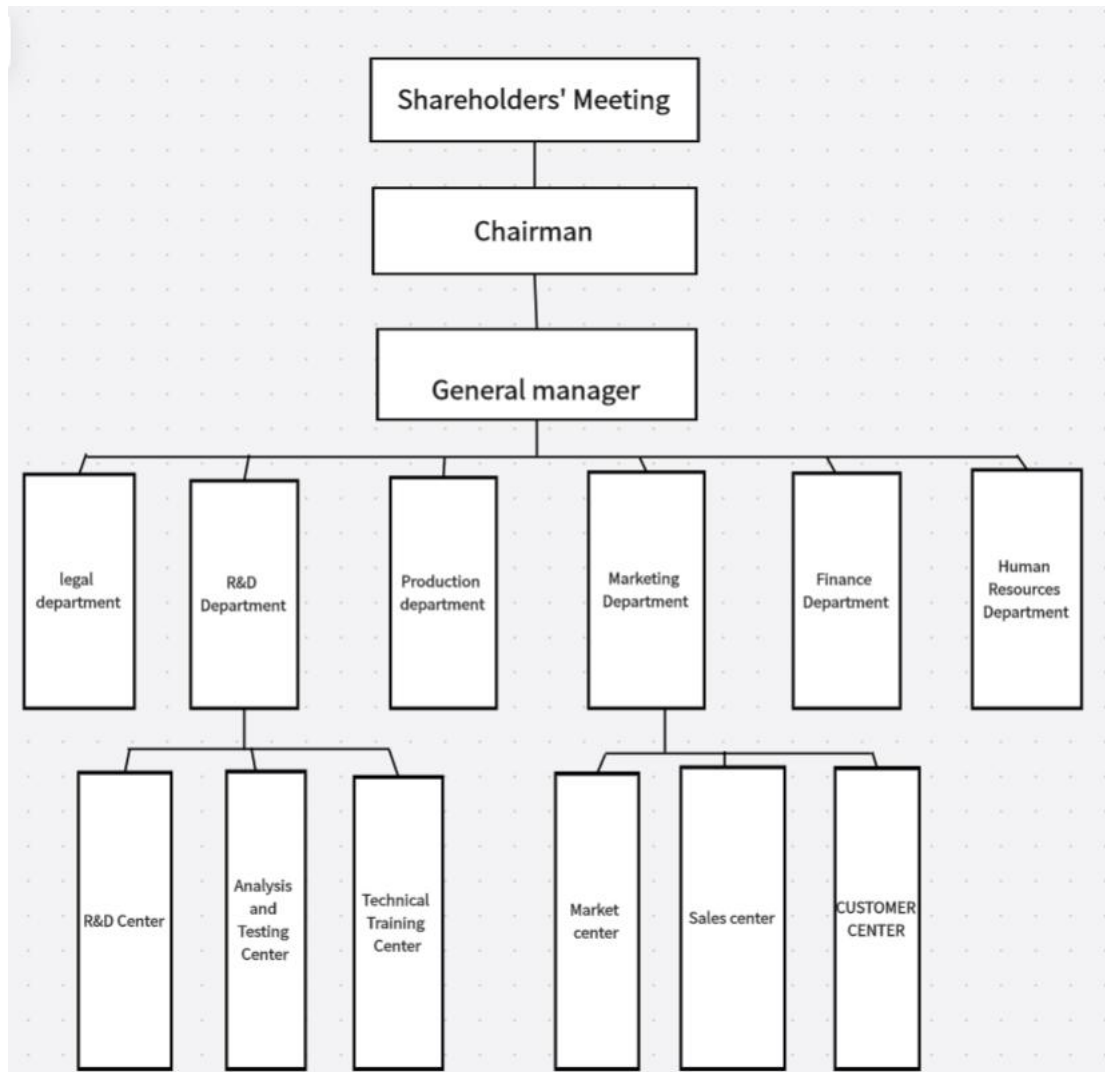 Shareholders' Meeting
Chairman
General manager
legal
department
R&D
Department
Production
department
Marketing
Department
Finance
Department
Human
Resources
Department
R&D Center
Analysis
and
Testing
Center
Technical
Training
Center
Market
center
Sales center
CUSTOMER
CENTER